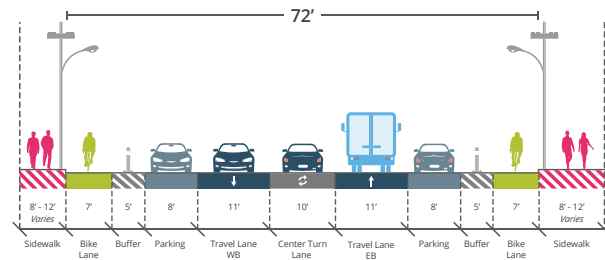 72'
8' - 12'
Varies
7'
5'
8'
11'
10'
11'
8'
5'
7'
8' - 12'
Varies
Sidewalk
Bike
Lane
Buffer
Parking
Travel Lane
WB
Center Turn
Lane
Travel Lane
EB
Parking
Buffer
Bike
Lane
Sidewalk